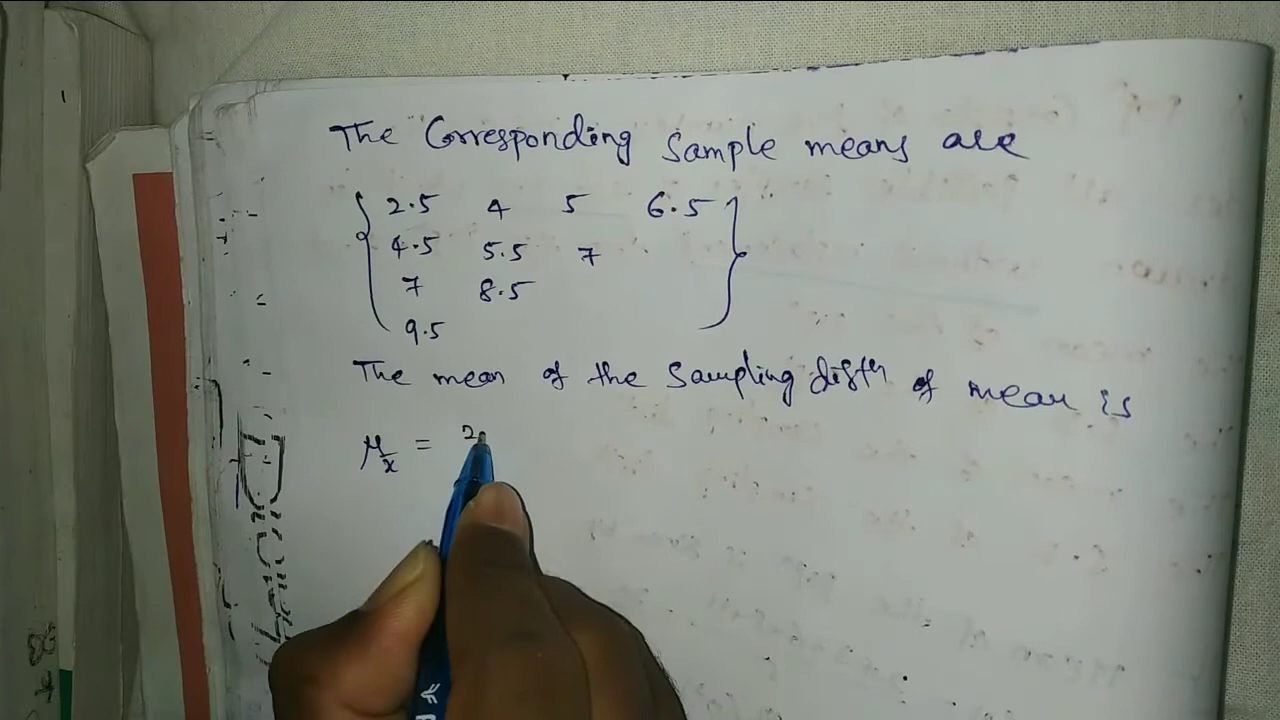 The Corresponding Sample means are
{ 2.5 4 5 6.5 }
4.5 5.5 7
7 8.5
9.5
The mean of the Sampling distn of mean is
μx̄ = 2.